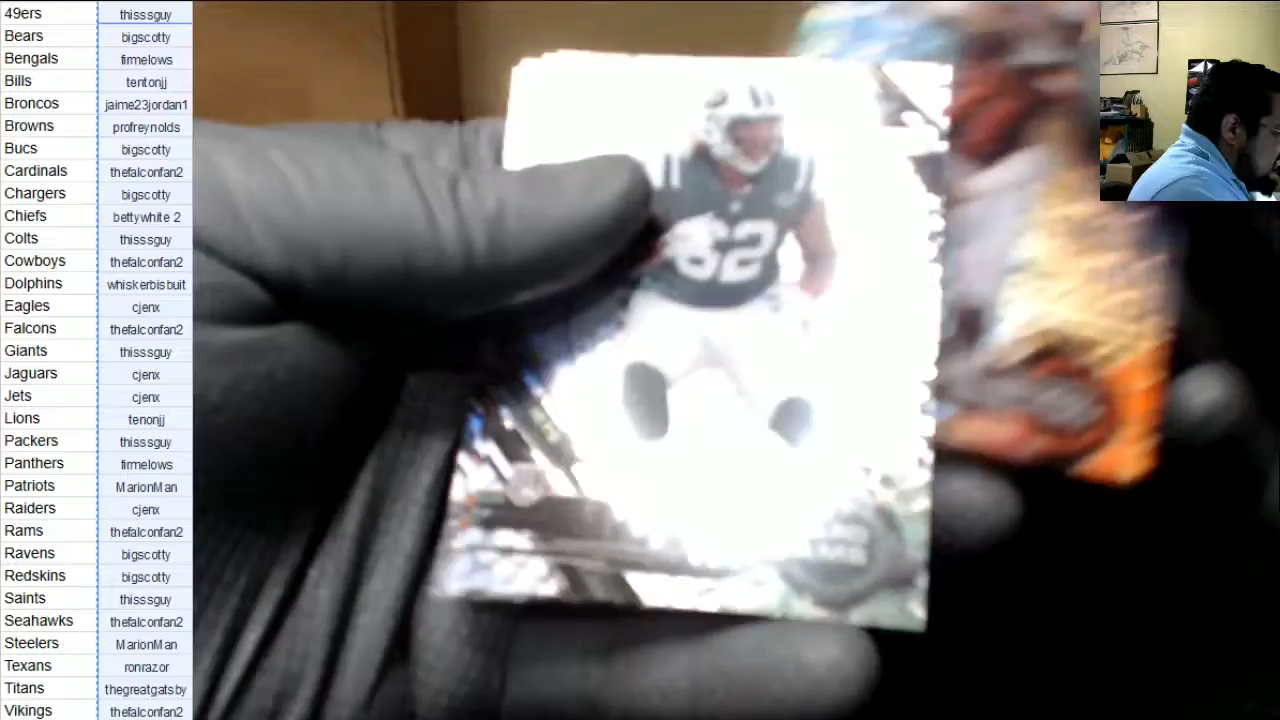 49ers thisssguy
Bears bigscotty
Bengals firmelows
Bills tentonjj
Broncos jaime23jordan1
Browns profreynolds
Bucs bigscotty
Cardinals thefalconfan2
Chargers bigscotty
Chiefs bettywhite 2
Colts thisssguy
Cowboys thefalconfan2
Dolphins whiskerbisbuit
Eagles cjenx
Falcons thefalconfan2
Giants thisssguy
Jaguars cjenx
Jets cjenx
Lions tenonjj
Packers thisssguy
Panthers firmelows
Patriots MarionMan
Raiders cjenx
Rams thefalconfan2
Ravens bigscotty
Redskins bigscotty
Saints thisssguy
Seahawks thefalconfan2
Steelers MarionMan
Texans ronrazor
Titans thegreatgatsby
Vikings thefalconfan2
62